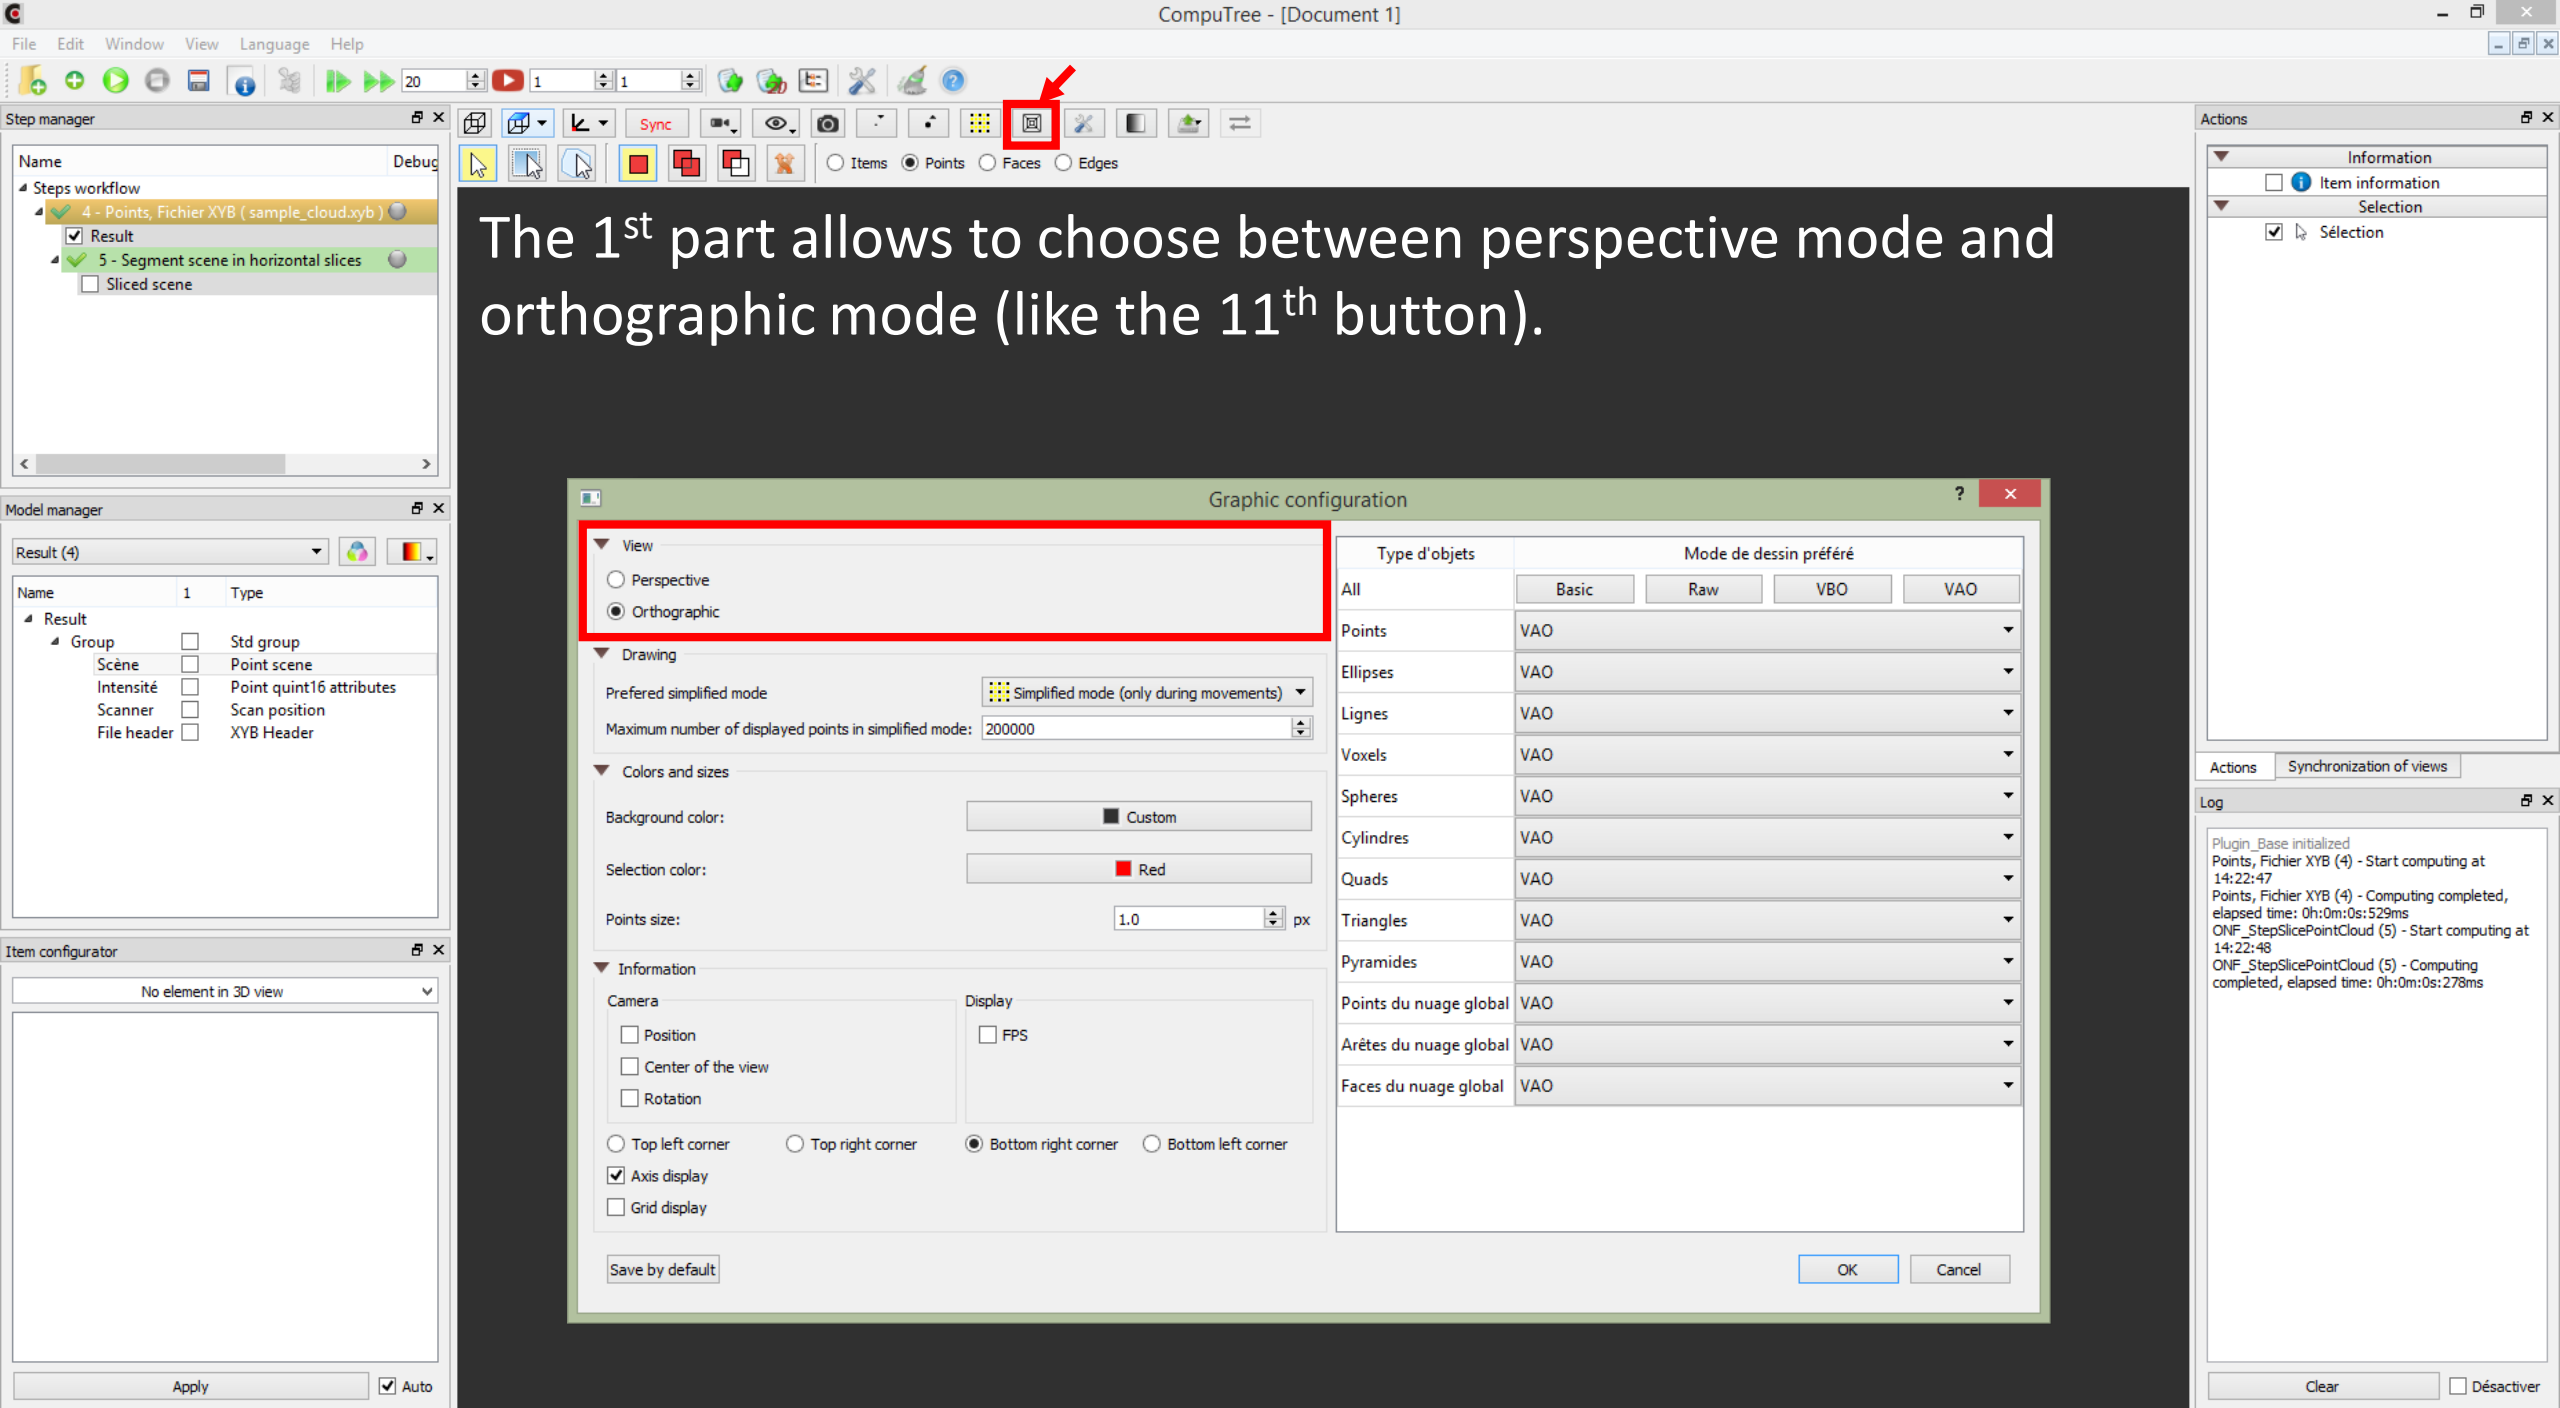 CompuTree - [Document 1]
File Edit Window View Language Help
20 1 1 2D
Step manager
Name Debug
Steps workflow
4 - Points, Fichier XYB ( sample_cloud.xyb )
Result
5 - Segment scene in horizontal slices
Sliced scene
Model manager
Result (4)
Name 1 Type
Result
Group Std group
Scène Point scene
Intensité Point quint16 attributes
Scanner Scan position
File header XYB Header
Item configurator
No element in 3D view
Apply Auto
Sync
Items Points Faces Edges
The 1st part allows to choose between perspective mode and
orthographic mode (like the 11th button).
Graphic configuration
View
Perspective
Orthographic
Drawing
Prefered simplified mode Simplified mode (only during movements)
Maximum number of displayed points in simplified mode: 200000
Colors and sizes
Background color: Custom
Selection color: Red
Points size: 1.0 px
Information
Camera Display
Position FPS
Center of the view
Rotation
Top left corner Top right corner Bottom right corner Bottom left corner
Axis display
Grid display
Save by default
Type d'objets Mode de dessin préféré
All Basic Raw VBO VAO
Points VAO
Ellipses VAO
Lignes VAO
Voxels VAO
Spheres VAO
Cylindres VAO
Quads VAO
Triangles VAO
Pyramides VAO
Points du nuage global VAO
Arêtes du nuage global VAO
Faces du nuage global VAO
OK Cancel
Actions
Information
Item information
Selection
Sélection
Actions Synchronization of views
Log
Plugin_Base initialized
Points, Fichier XYB (4) - Start computing at
14:22:47
Points, Fichier XYB (4) - Computing completed,
elapsed time: 0h:0m:0s:529ms
ONF_StepSlicePointCloud (5) - Start computing at
14:22:48
ONF_StepSlicePointCloud (5) - Computing
completed, elapsed time: 0h:0m:0s:278ms
Clear Désactiver